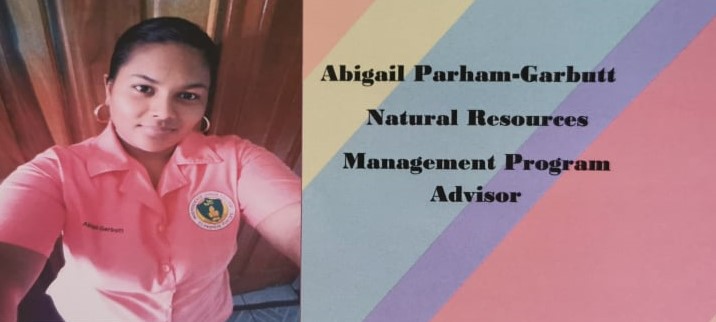 Abigail Parham-Garbutt
Natural Resources
Management Program
Advisor